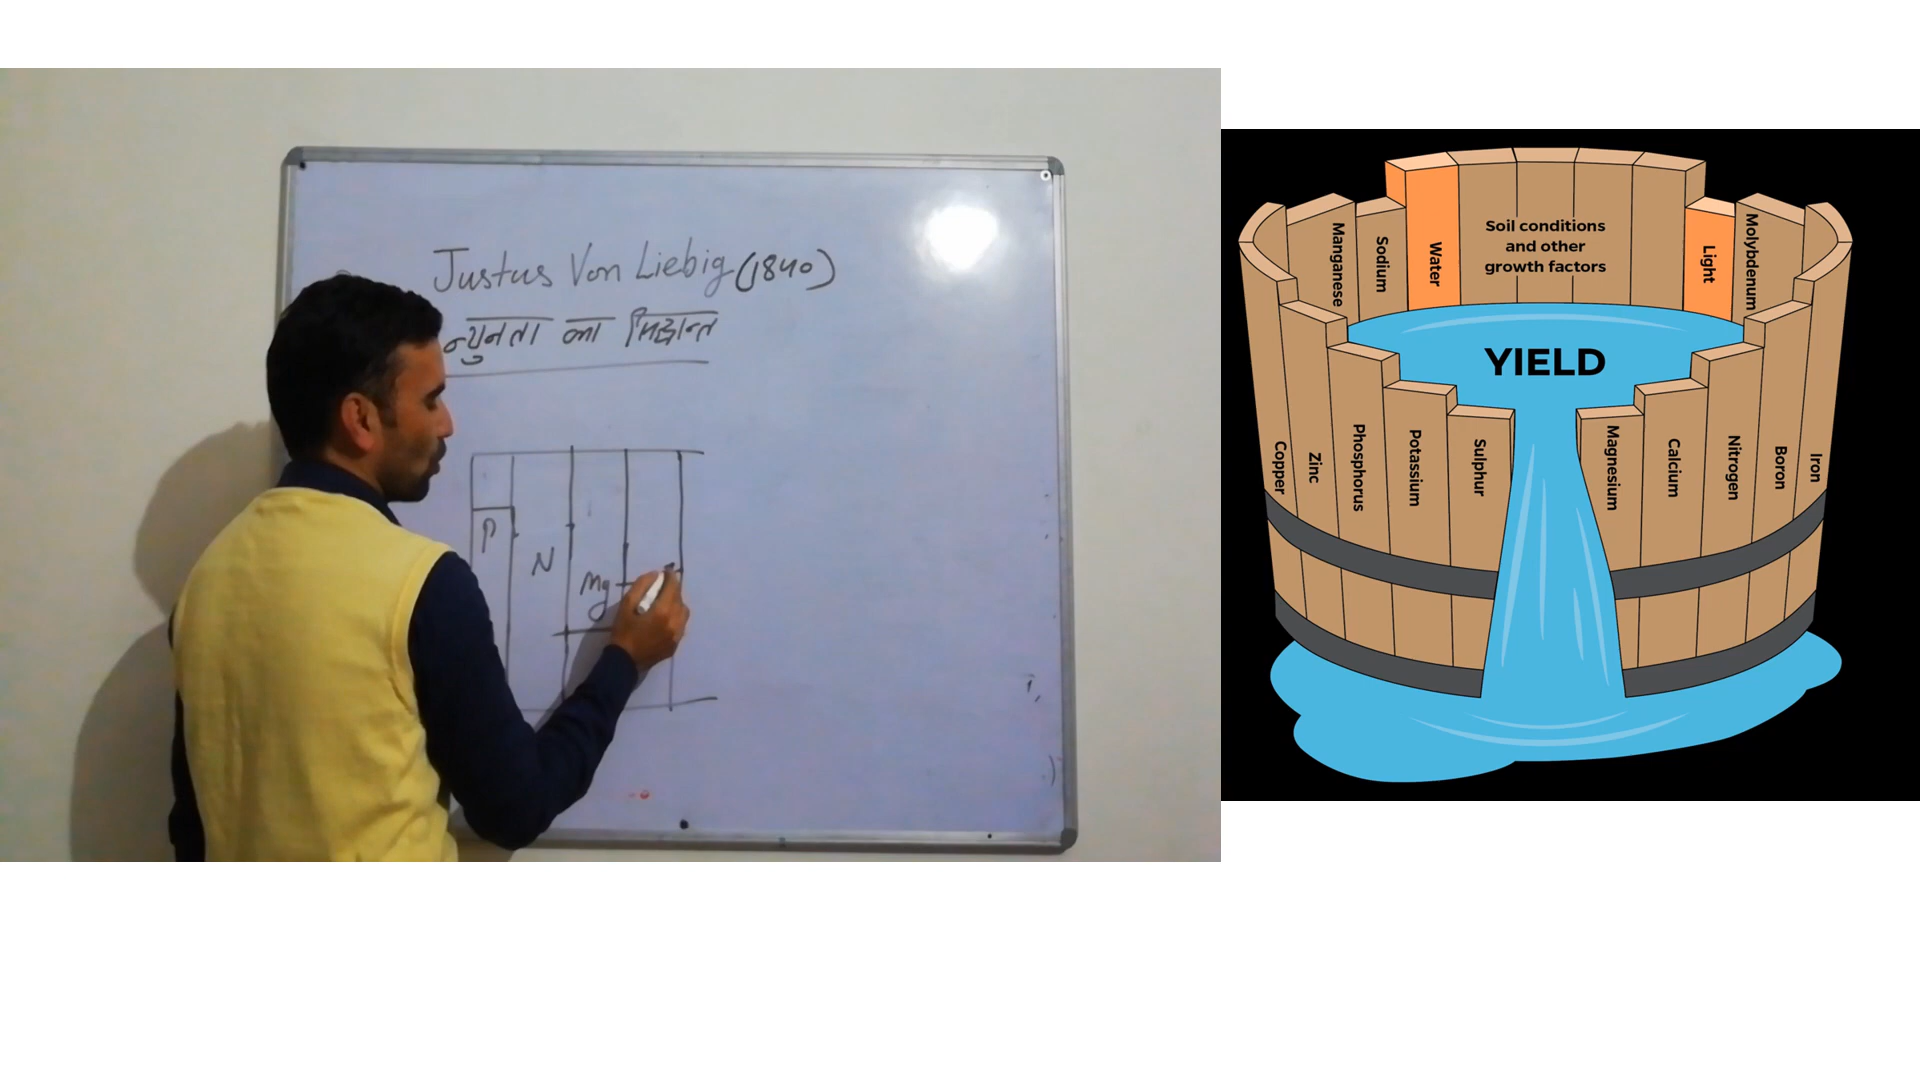 Justus Von Liebig (1840)
न्युनता का सिद्धान्त
P
N
Mg
Manganese
Sodium
Water
Soil conditions
and other
growth factors
Light
Molybdenum
YIELD
Copper
Zinc
Phosphorus
Potassium
Sulphur
Magnesium
Calcium
Nitrogen
Boron
Iron